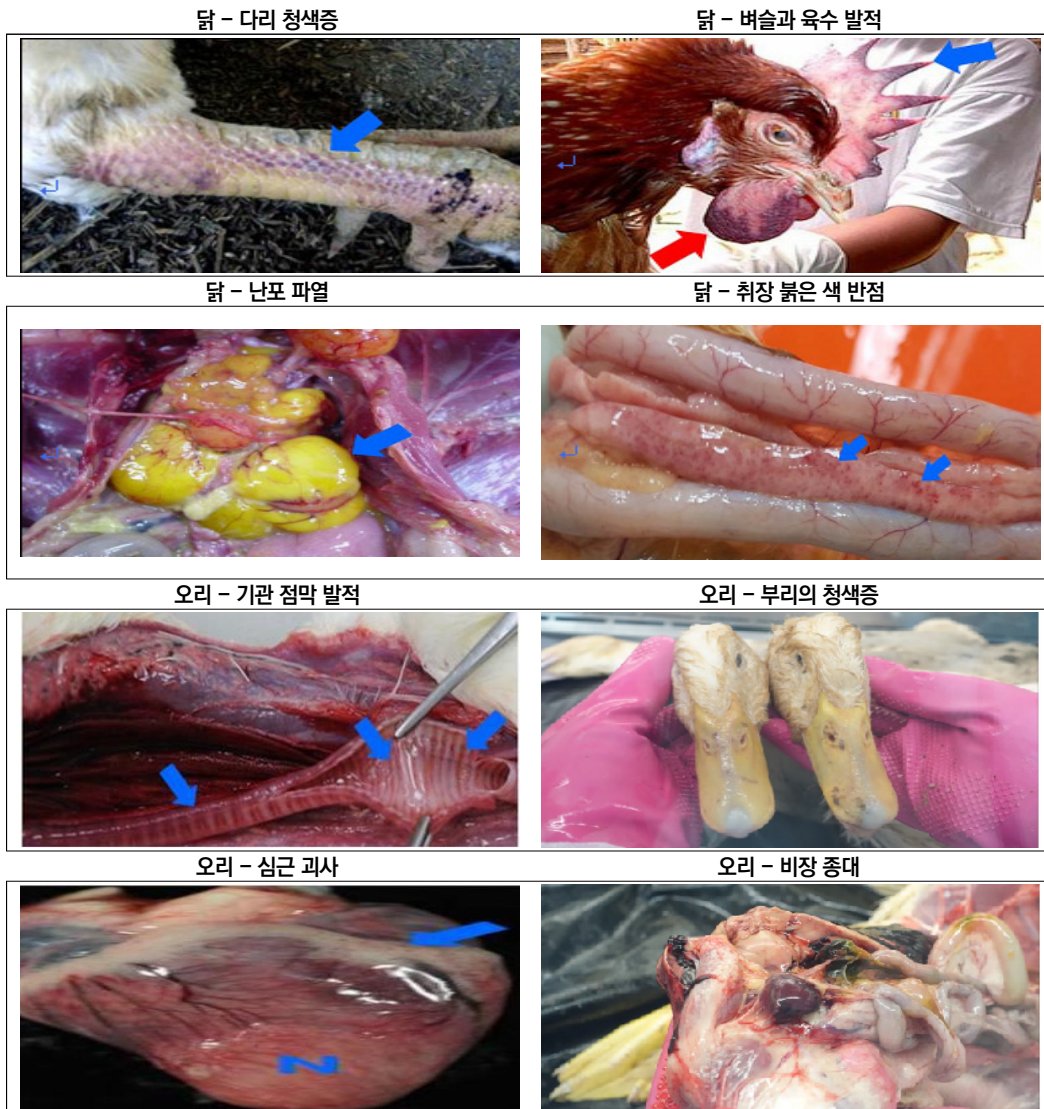 닭 - 다리 청색증
닭 - 벼슬과 육수 발적
닭 - 난포 파열
닭 - 취장 붉은 색 반점
오리 - 기관 점막 발적
오리 - 부리의 청색증
오리 - 심근 괴사
오리 - 비장 종대
N